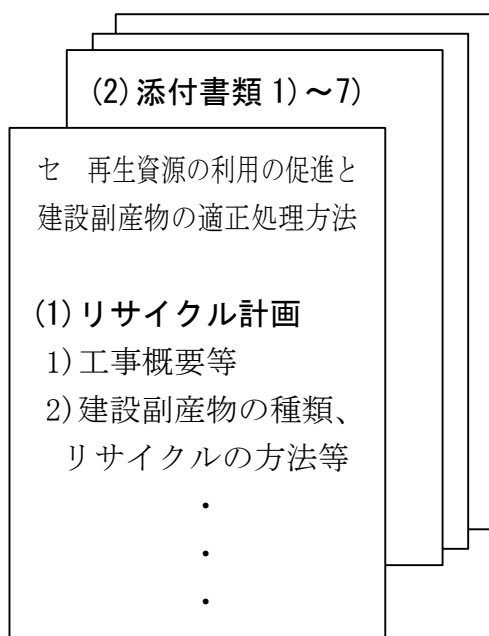 (2)添付書類 1)～7)
セ　再生資源の利用の促進と
建設副産物の適正処理方法
(1)リサイクル計画
1)工事概要等
2)建設副産物の種類、
リサイクルの方法等
・
・
・